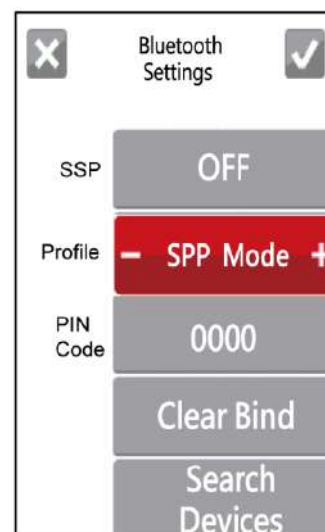 Bluetooth
Settings
SSP OFF
Profile − SPP Mode +
PIN
Code 0000
Clear Bind
Search
Devices